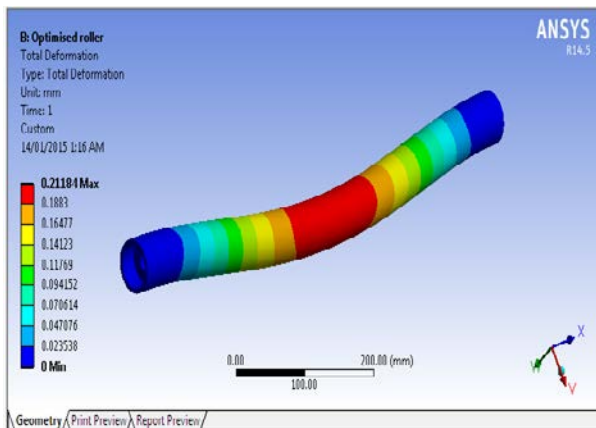 B: Optimised roller
Total Deformation
Type: Total Deformation
Unit: mm
Time: 1
Custom
14/01/2015 1:16 AM
ANSYS
R14.5
0.21184 Max
0.1883
0.16477
0.14123
0.11769
0.094152
0.070614
0.047076
0.023538
0 Min
0.00 200.00 (mm)
100.00
X
Y
Geometry Print Preview Report Preview